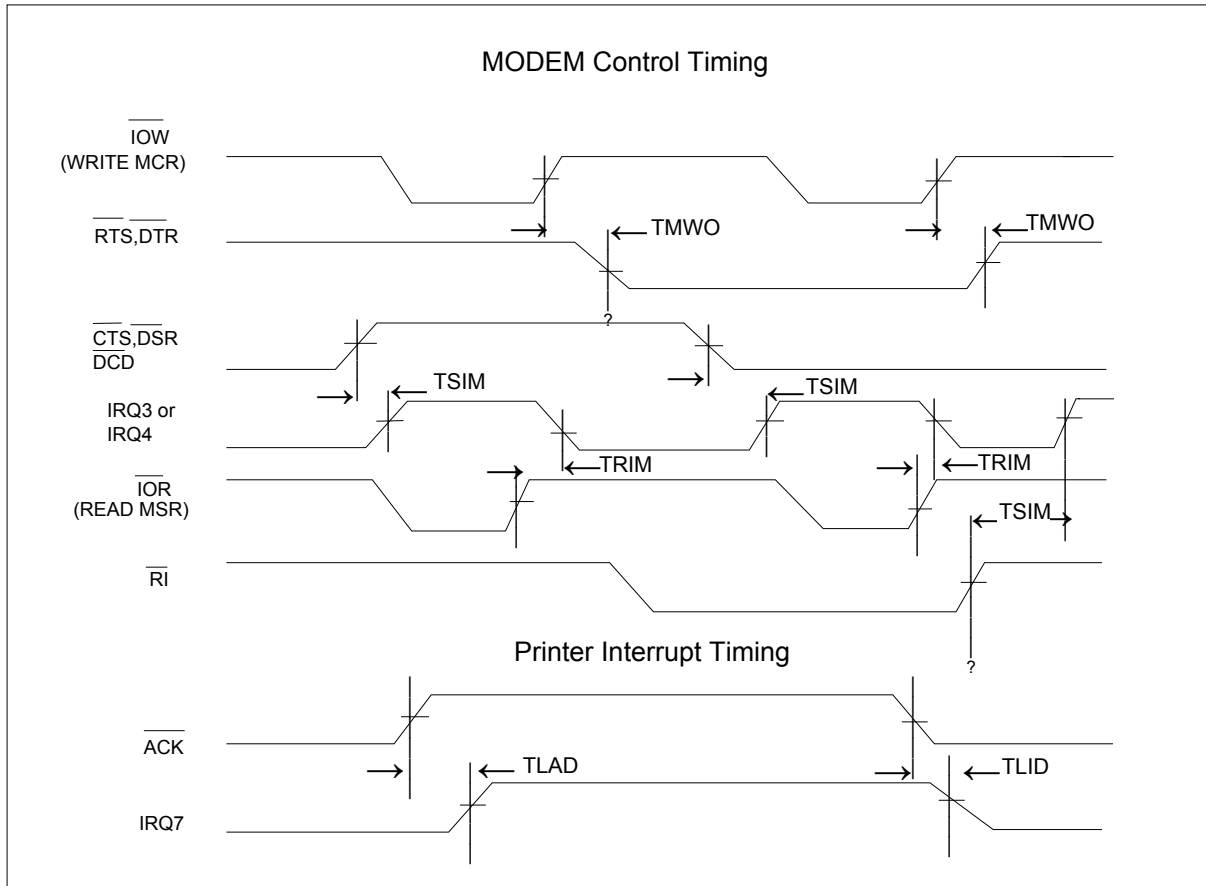 MODEM Control Timing
IOW
(WRITE MCR)
RTS,DTR
TMWO
TMWO
?
CTS,DSR
DCD
TSIM
TSIM
IRQ3 or
IRQ4
TRIM
TRIM
IOR
(READ MSR)
TSIM
RI
?
Printer Interrupt Timing
ACK
TLAD
TLID
IRQ7